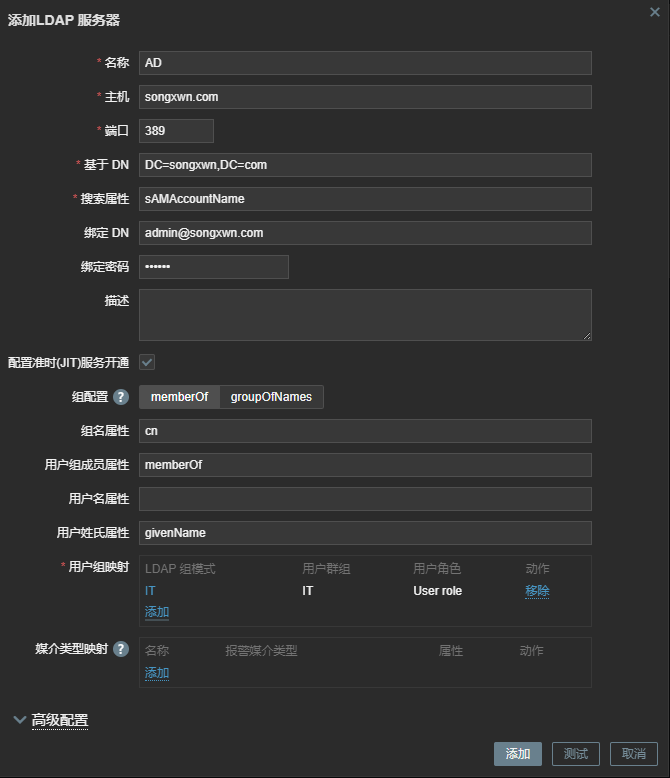 添加LDAP 服务器
* 名称 AD
* 主机 songxwn.com
* 端口 389
* 基于 DN DC=songxwn,DC=com
* 搜索属性 sAMAccountName
绑定 DN admin@songxwn.com
绑定密码 ••••••
描述
配置准时(JIT)服务开通
组配置 ? memberOf groupOfNames
组名属性 cn
用户组成员属性 memberOf
用户名属性
用户姓氏属性 givenName
* 用户组映射 LDAP 组模式 用户群组 用户角色 动作
IT IT User role 移除
添加
媒介类型映射 ? 名称 报警媒介类型 属性 动作
添加
高级配置
添加 测试 取消